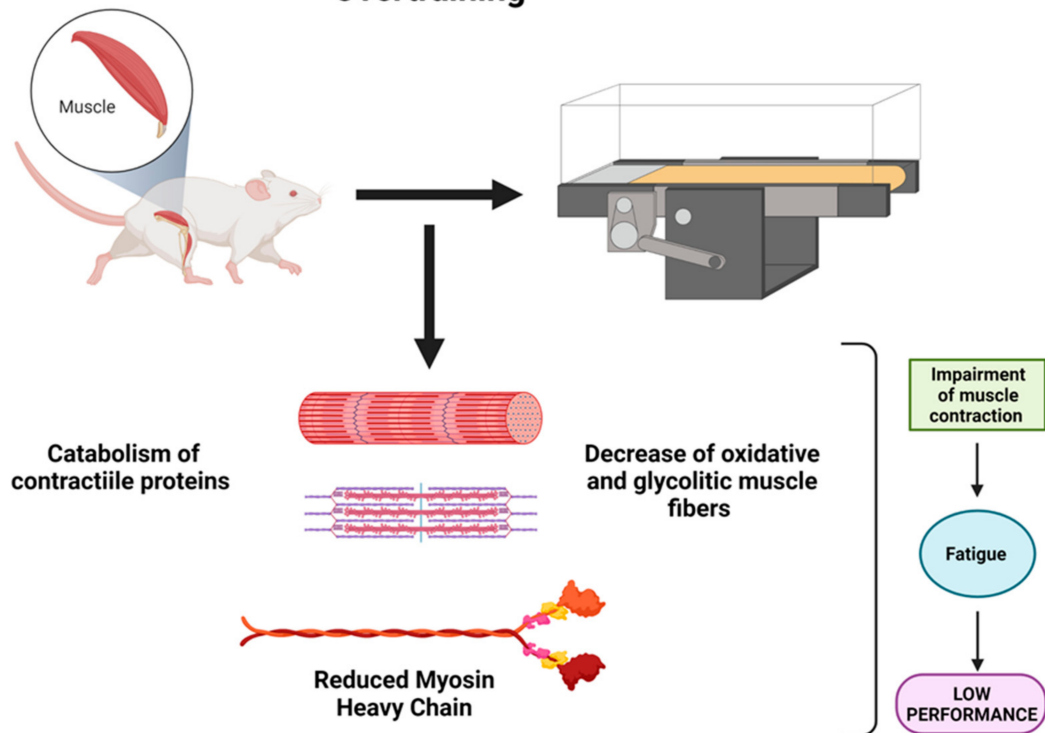 Overtraining
Muscle
Catabolism of
contractiile proteins
Decrease of oxidative
and glycolitic muscle
fibers
Reduced Myosin
Heavy Chain
Impairment
of muscle
contraction
Fatigue
LOW
PERFORMANCE